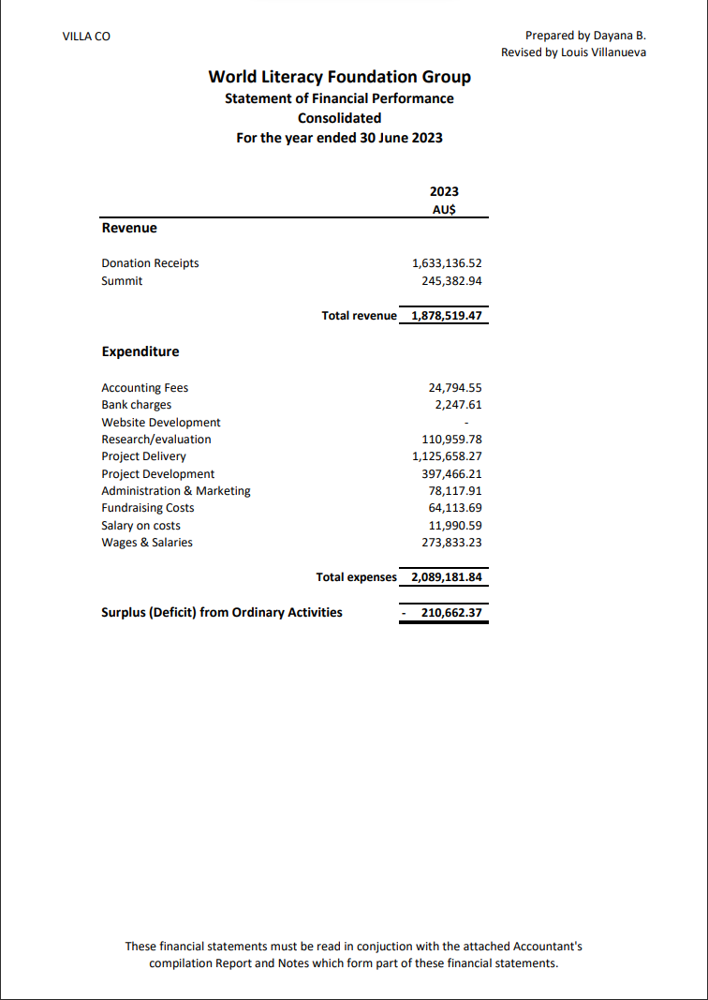 VILLA CO
Prepared by Dayana B.
Revised by Louis Villanueva
World Literacy Foundation Group
Statement of Financial Performance
Consolidated
For the year ended 30 June 2023
2023
AU$
Revenue
Donation Receipts 1,633,136.52
Summit 245,382.94
Total revenue 1,878,519.47
Expenditure
Accounting Fees 24,794.55
Bank charges 2,247.61
Website Development -
Research/evaluation 110,959.78
Project Delivery 1,125,658.27
Project Development 397,466.21
Administration & Marketing 78,117.91
Fundraising Costs 64,113.69
Salary on costs 11,990.59
Wages & Salaries 273,833.23
Total expenses 2,089,181.84
Surplus (Deficit) from Ordinary Activities - 210,662.37
These financial statements must be read in conjuction with the attached Accountant's
compilation Report and Notes which form part of these financial statements.